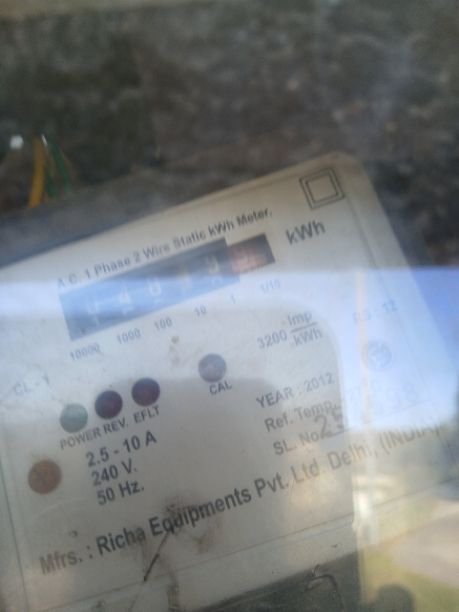 A.C. 1 Phase 2 Wire Static kWh Meter.
kWh
10000 1000 100 10 1 1/10
3200 Imp/kWh
RS - 12
CL - 1
CAL
POWER REV. EFLT
YEAR : 2012
2.5 - 10 A
Ref. Temp.
240 V.
SL. No.
50 Hz.
Mfrs. : Richa Equipments Pvt. Ltd. Delhi, (INDIA)